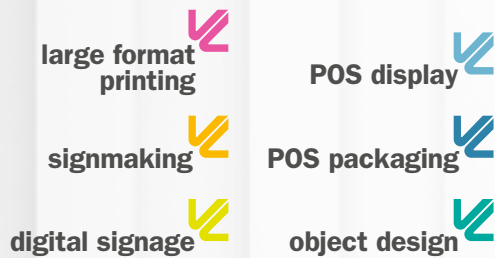 large format
printing
signmaking
digital signage
POS display
POS packaging
object design